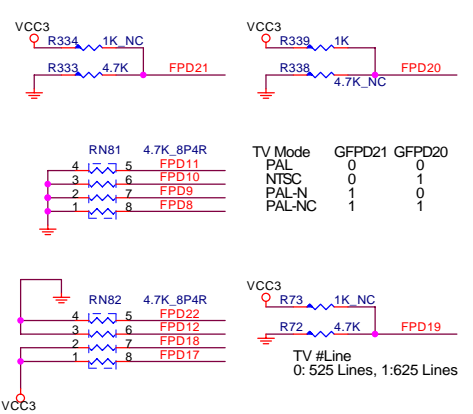 VCC3
R334 1K_NC
R333 4.7K FPD21
VCC3
R339 1K
R338 FPD20
4.7K_NC
RN81 4.7K_8P4R
4 5 FPD11
3 6 FPD10
2 7 FPD9
1 8 FPD8
TV Mode GFPD21 GFPD20
PAL 0 0
NTSC 0 1
PAL-N 1 0
PAL-NC 1 1
RN82 4.7K_8P4R
4 5 FPD22
3 6 FPD12
2 7 FPD18
1 8 FPD17
VCC3
VCC3
R73 1K_NC
R72 4.7K FPD19
TV #Line
0: 525 Lines, 1:625 Lines